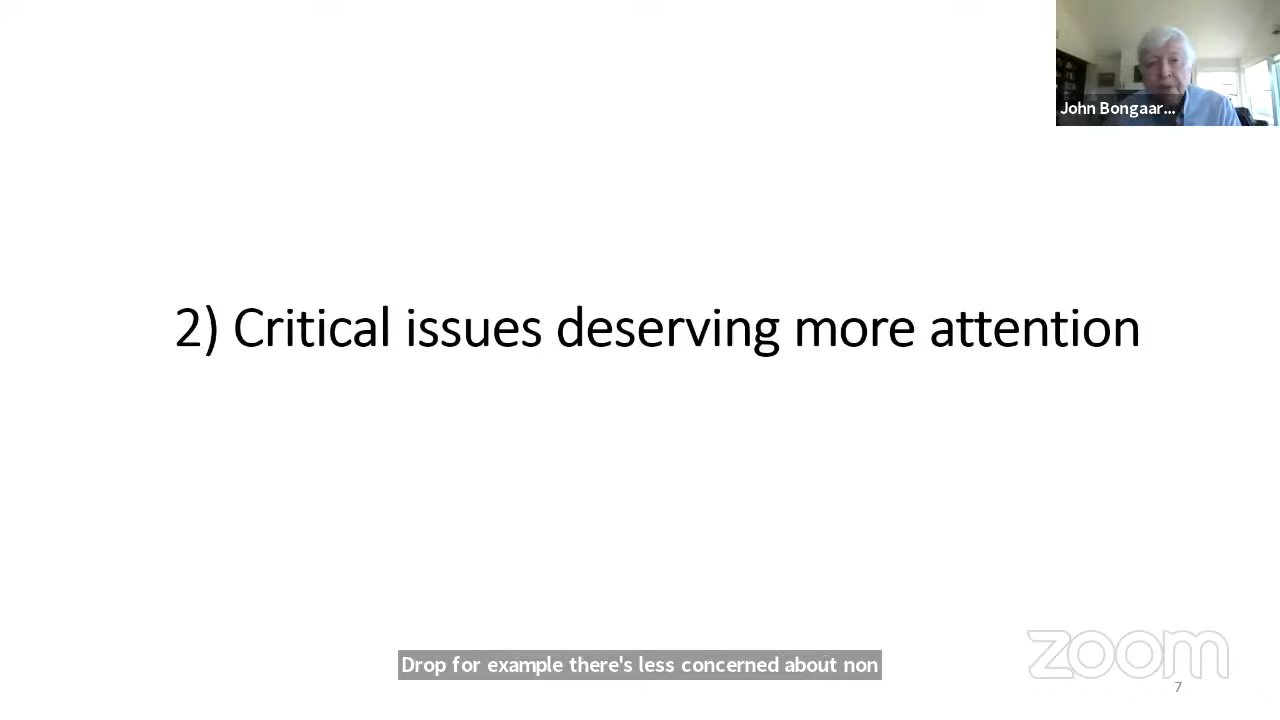 John Bongaar...
2) Critical issues deserving more attention
Drop for example there's less concerned about non
zoom
7